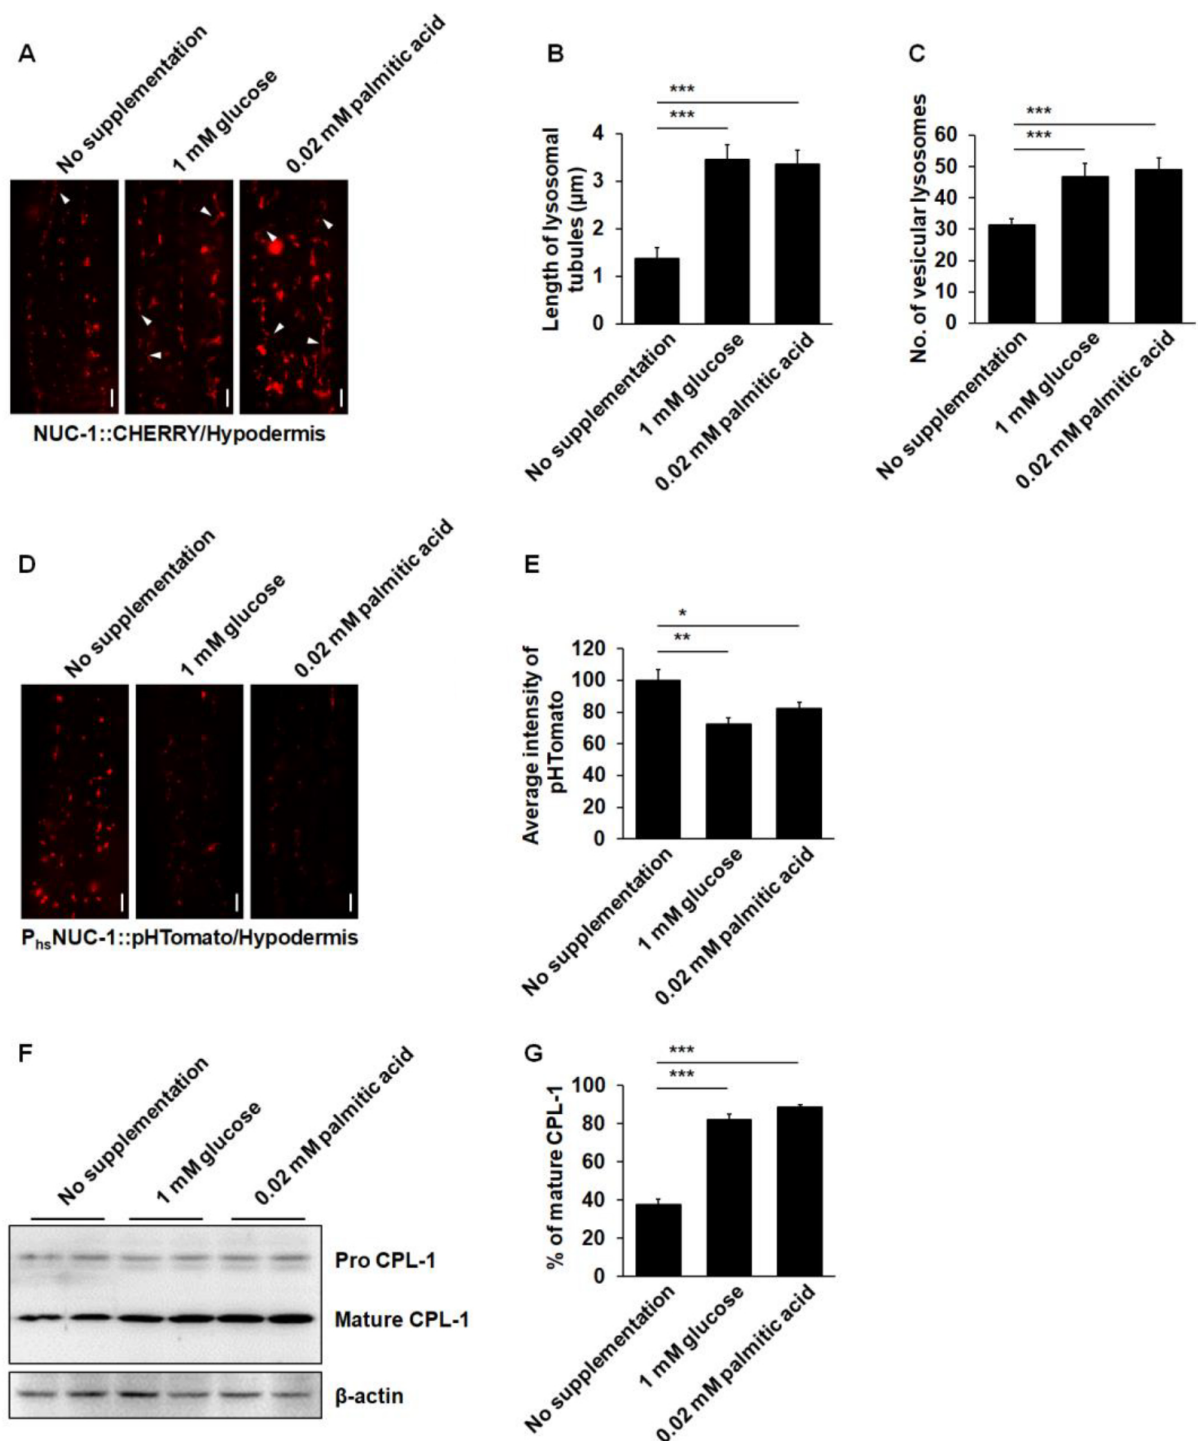 A
No supplementation
1 mM glucose
0.02 mM palmitic acid
NUC-1::CHERRY/Hypodermis
B
***
***
Length of lysosomal
tubules (μm)
4
3
2
1
0
No supplementation
1 mM glucose
0.02 mM palmitic acid
C
***
***
No. of vesicular lysosomes
60
50
40
30
20
10
0
No supplementation
1 mM glucose
0.02 mM palmitic acid
D
No supplementation
1 mM glucose
0.02 mM palmitic acid
PhsNUC-1::pHTomato/Hypodermis
E
*
**
Average intensity of
pHTomato
120
100
80
60
40
20
0
No supplementation
1 mM glucose
0.02 mM palmitic acid
F
No supplementation
1 mM glucose
0.02 mM palmitic acid
Pro CPL-1
Mature CPL-1
β-actin
G
***
***
% of mature CPL-1
100
80
60
40
20
0
No supplementation
1 mM glucose
0.02 mM palmitic acid